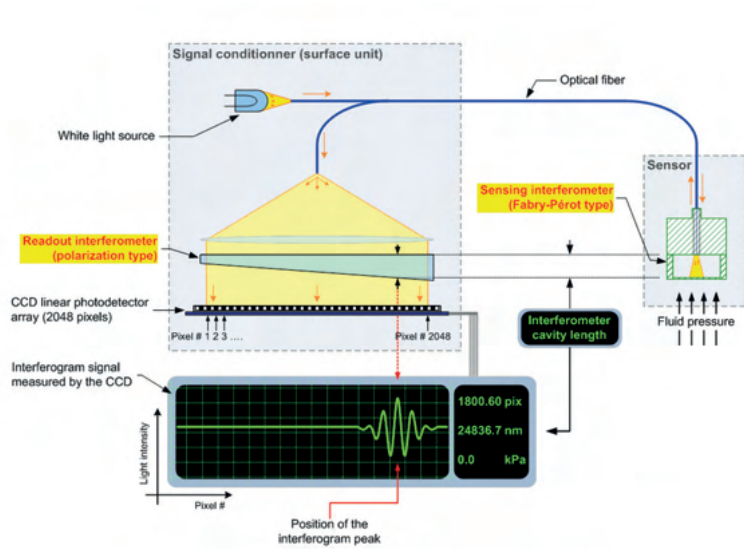 Signal conditionner (surface unit)
White light source
Optical fiber
Sensor
Sensing interferometer
(Fabry-Pérot type)
Readout interferometer
(polarization type)
CCD linear photodetector
array (2048 pixels)
Pixel # 1 2 3 ....
Pixel # 2048
Fluid pressure
Interferometer
cavity length
Interferogram signal
measured by the CCD
Light intensity
1800.60 pix
24836.7 nm
0.0 kPa
Pixel #
Position of the
interferogram peak